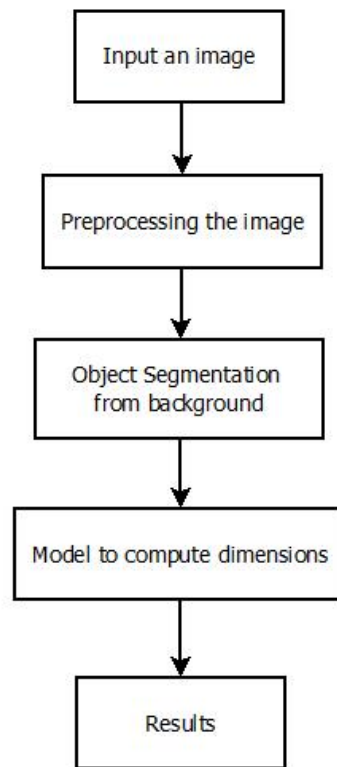 Input an image
Preprocessing the image
Object Segmentation
from background
Model to compute dimensions
Results